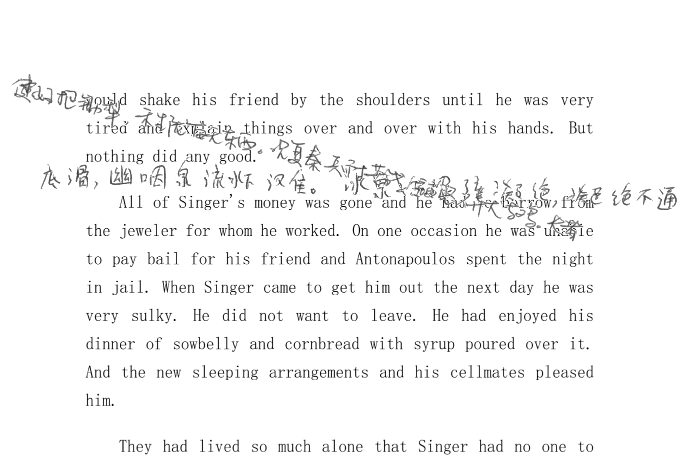 would shake his friend by the shoulders until he was very
tired and explain things over and over with his hands. But
nothing did any good.
底滑，幽咽泉流水下
绝，凝绝不通
All of Singer's money was gone and he had to borrow from
the jeweler for whom he worked. On one occasion he was unable
to pay bail for his friend and Antonapoulos spent the night
in jail. When Singer came to get him out the next day he was
very sulky. He did not want to leave. He had enjoyed his
dinner of sowbelly and cornbread with syrup poured over it.
And the new sleeping arrangements and his cellmates pleased
him.
They had lived so much alone that Singer had no one to